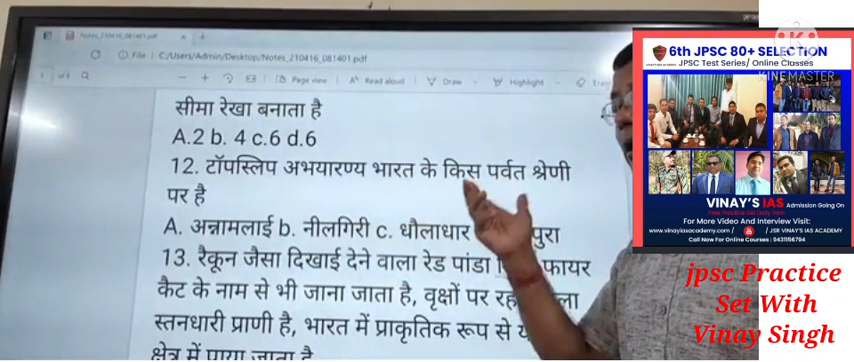 Notes_210416_081401.pdf
File | C:/Users/Admin/Desktop/Notes_210416_081401.pdf
Page view | Read aloud Draw Highlight
सीमा रेखा बनाता है
A.2 b. 4 c.6 d.6
12. टॉपस्लिप अभयारण्य भारत के किस पर्वत श्रेणी
पर है
A. अन्नामलाई b. नीलगिरी c. धौलाधार पुरा
13. रैकून जैसा दिखाई देने वाला रेड पांडा फायर
कैट के नाम से भी जाना जाता है, वृक्षों पर
स्तनधारी प्राणी है, भारत में प्राकृतिक रूप से
क्षेत्र में पाया जाता है
6th JPSC 80+ SELECTION
JPSC Test Series/ Online Classes
KINEMASTER
VINAY'S IAS Admission Going On
For More Video And Interview Visit:
www.vinayiasacademy.com / JSR VINAY'S IAS ACADEMY
Call Now For Online Courses : 9431156794
jpsc Practice
Set With
Vinay Singh